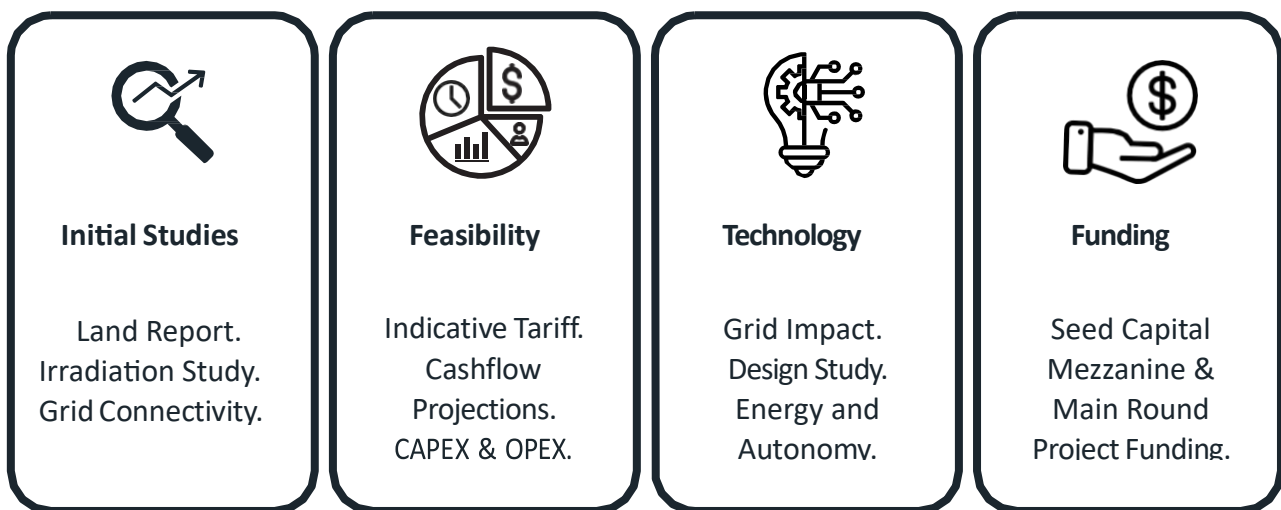 Initial Studies
Land Report.
Irradiation Study.
Grid Connectivity.
Feasibility
Indicative Tariff.
Cashflow
Projections.
CAPEX & OPEX.
Technology
Grid Impact.
Design Study.
Energy and
Autonomy.
Funding
Seed Capital
Mezzanine &
Main Round
Project Funding.
$
$